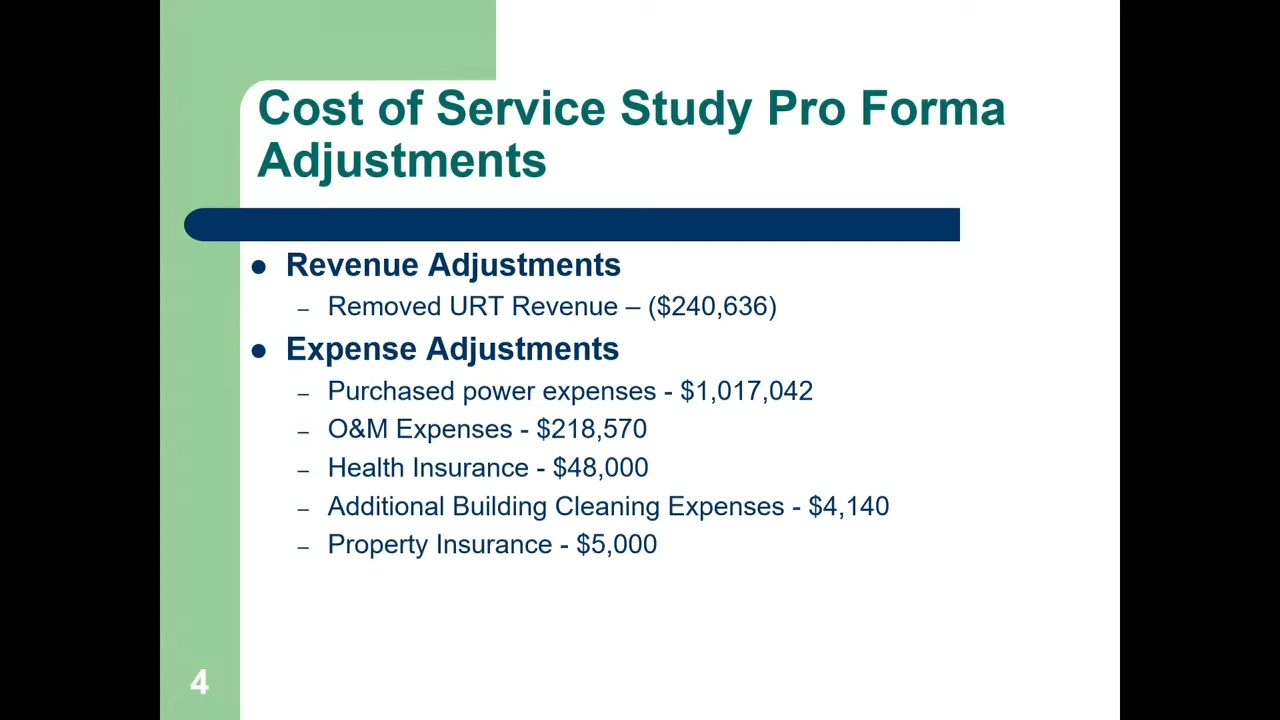 Cost of Service Study Pro Forma
Adjustments
● Revenue Adjustments
– Removed URT Revenue – ($240,636)
● Expense Adjustments
– Purchased power expenses - $1,017,042
– O&M Expenses - $218,570
– Health Insurance - $48,000
– Additional Building Cleaning Expenses - $4,140
– Property Insurance - $5,000
4